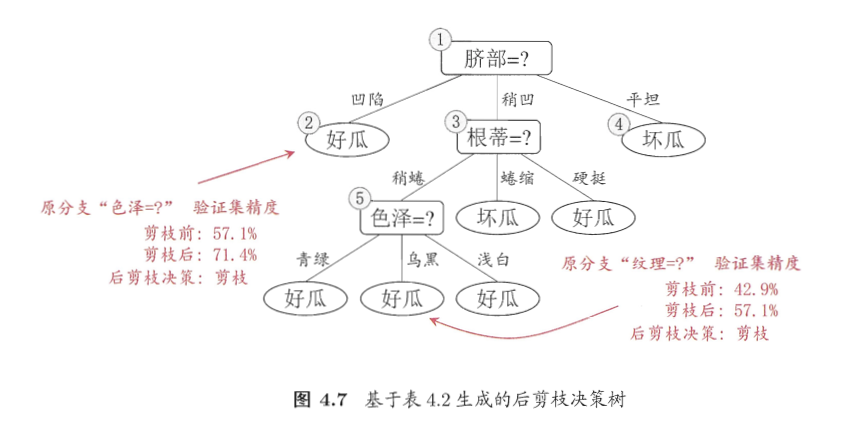 ① 脐部=?
凹陷 稍凹 平坦
② 好瓜 ③ 根蒂=? ④ 坏瓜
稍蜷 蜷缩 硬挺
⑤ 色泽=? 坏瓜 好瓜
青绿 乌黑 浅白
好瓜 好瓜 好瓜
原分支“色泽=?” 验证集精度
剪枝前: 57.1%
剪枝后: 71.4%
后剪枝决策: 剪枝
原分支“纹理=?” 验证集精度
剪枝前: 42.9%
剪枝后: 57.1%
后剪枝决策: 剪枝
图 4.7 基于表 4.2 生成的后剪枝决策树